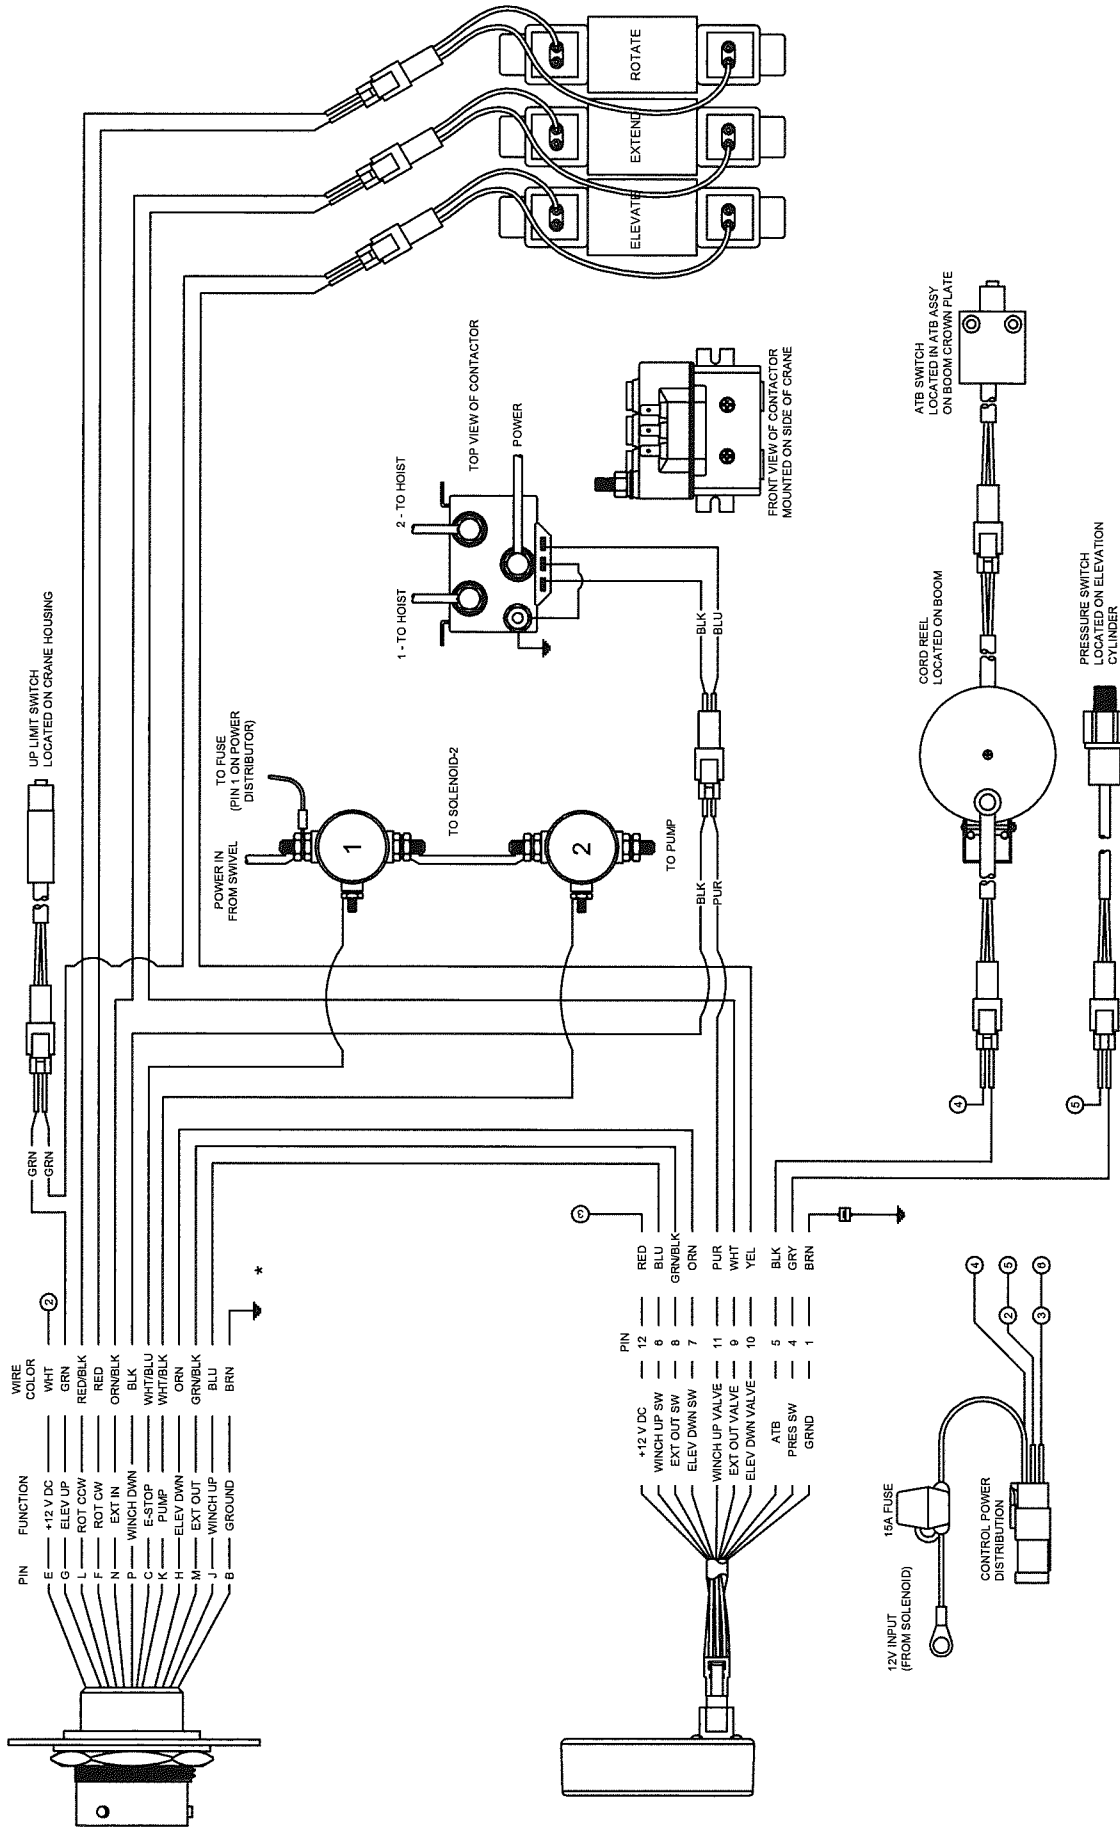 UP LIMIT SWITCH
LOCATED ON CRANE HOUSING
GRN
GRN
PIN
FUNCTION
WIRE
COLOR
E
+12 V DC
WHT
2
G
ELEV UP
GRN
L
ROT CCW
RED/BLK
F
ROT CW
RED
N
EXT IN
ORN/BLK
P
WINCH DWN
BLK
C
E-STOP
WHT/BLU
K
PUMP
WHT/BLK
H
ELEV DWN
ORN
M
EXT OUT
GRN/BLK
J
WINCH UP
BLU
B
GROUND
BRN
*
ROTATE
EXTEND
ELEVATE
POWER IN
FROM SWIVEL
TO FUSE
(PIN 1 ON POWER
DISTRIBUTOR)
1
TO SOLENOID-2
2
TO PUMP
1 - TO HOIST
2 - TO HOIST
TOP VIEW OF CONTACTOR
POWER
BLK
BLU
BLK
PUR
FRONT VIEW OF CONTACTOR
MOUNTED ON SIDE OF CRANE
3
PIN
+12 V DC
12
RED
WINCH UP SW
6
BLU
EXT OUT SW
8
GRN/BLK
ELEV DWN SW
7
ORN
WINCH UP VALVE
11
PUR
EXT OUT VALVE
9
WHT
ELEV DWN VALVE
10
YEL
ATB
5
BLK
PRES SW
4
GRY
GRND
1
BRN
ATB SWITCH
LOCATED IN ATB ASSY
ON BOOM CROWN PLATE
CORD REEL
LOCATED ON BOOM
4
PRESSURE SWITCH
LOCATED ON ELEVATION
CYLINDER
5
12V INPUT
(FROM SOLENOID)
15A FUSE
CONTROL POWER
DISTRIBUTION
4
2
5
3
6